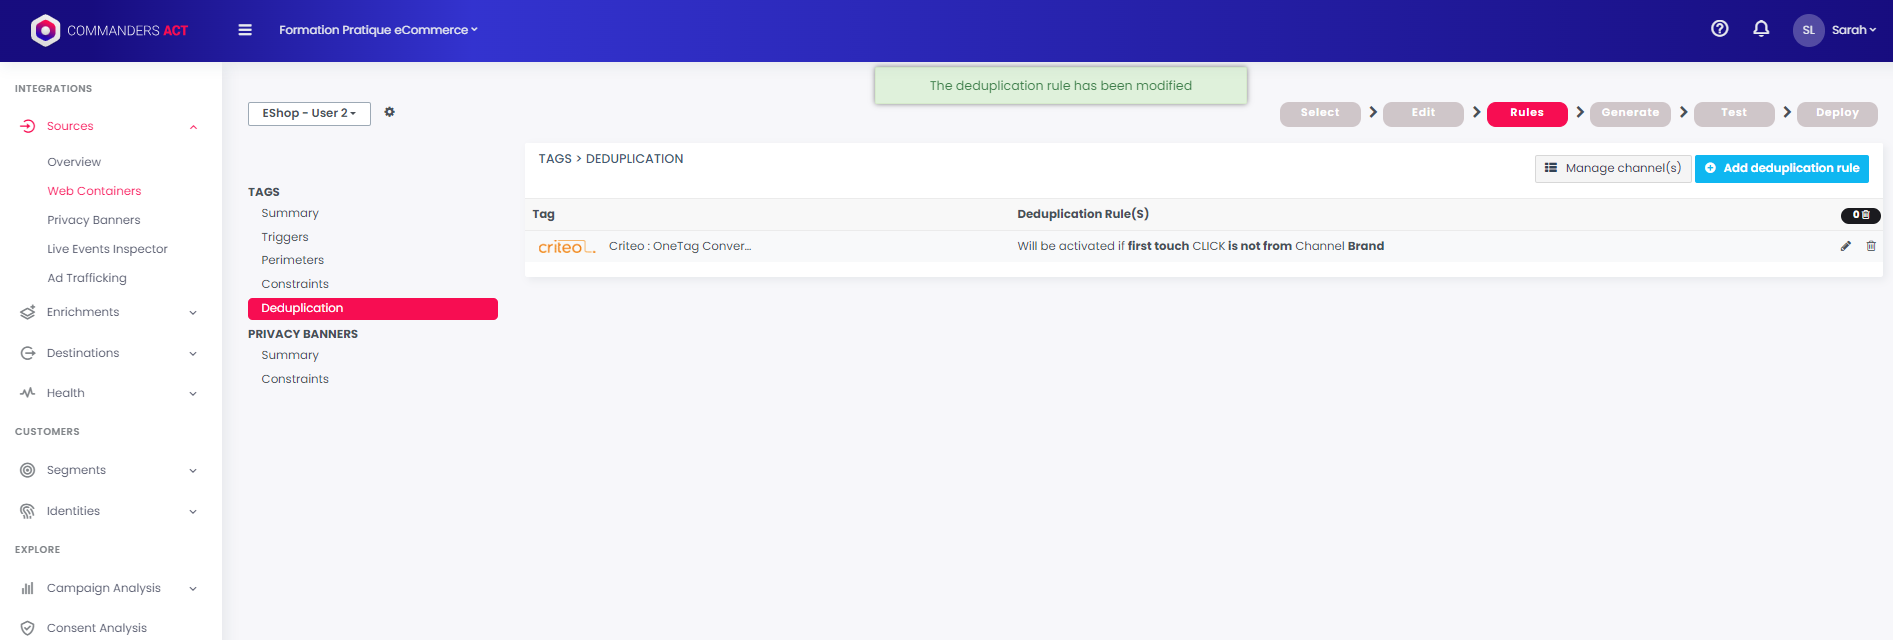 COMMANDERS ACT
Formation Pratique eCommerce
SL
Sarah
The deduplication rule has been modified
INTEGRATIONS
Sources
Overview
Web Containers
Privacy Banners
Live Events Inspector
Ad Trafficking
Enrichments
Destinations
Health
CUSTOMERS
Segments
Identities
EXPLORE
Campaign Analysis
Consent Analysis
EShop - User 2
Select
Edit
Rules
Generate
Test
Deploy
TAGS
Summary
Triggers
Perimeters
Constraints
Deduplication
PRIVACY BANNERS
Summary
Constraints
TAGS > DEDUPLICATION
Manage channel(s)
Add deduplication rule
Tag
Deduplication Rule(S)
0
criteo
Criteo : OneTag Conver...
Will be activated if first touch CLICK is not from Channel Brand